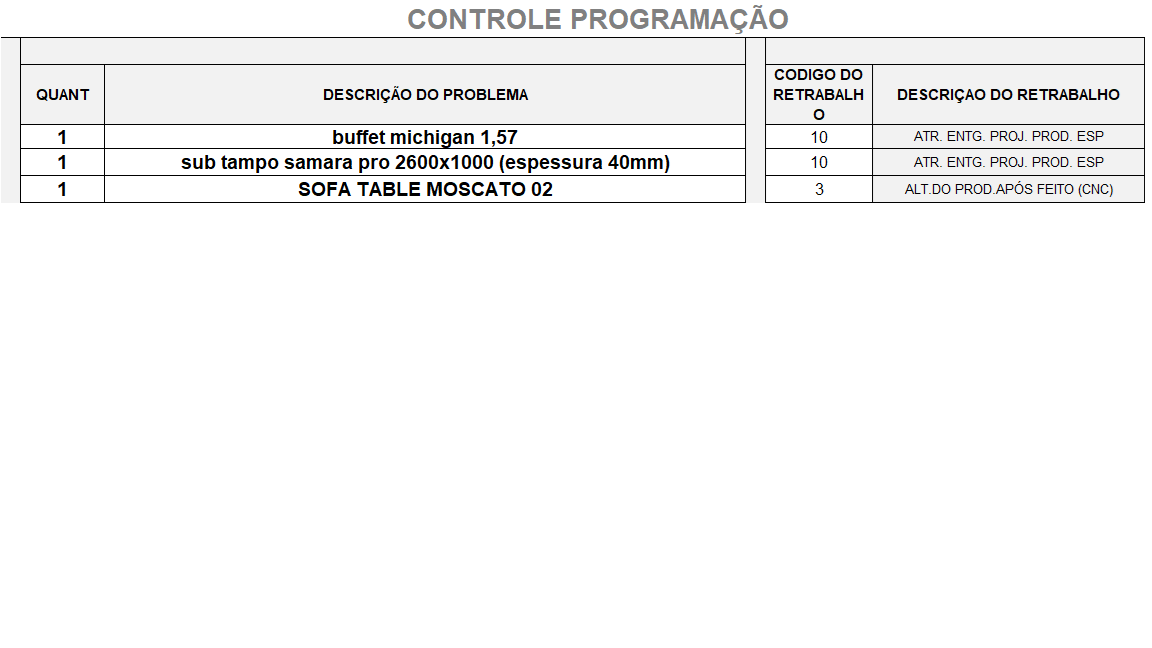 CONTROLE PROGRAMAÇÃO
QUANT DESCRIÇÃO DO PROBLEMA CODIGO DO RETRABALHO DESCRIÇAO DO RETRABALHO
1 buffet michigan 1,57 10 ATR. ENTG. PROJ. PROD. ESP
1 sub tampo samara pro 2600x1000 (espessura 40mm) 10 ATR. ENTG. PROJ. PROD. ESP
1 SOFA TABLE MOSCATO 02 3 ALT.DO PROD.APÓS FEITO (CNC)